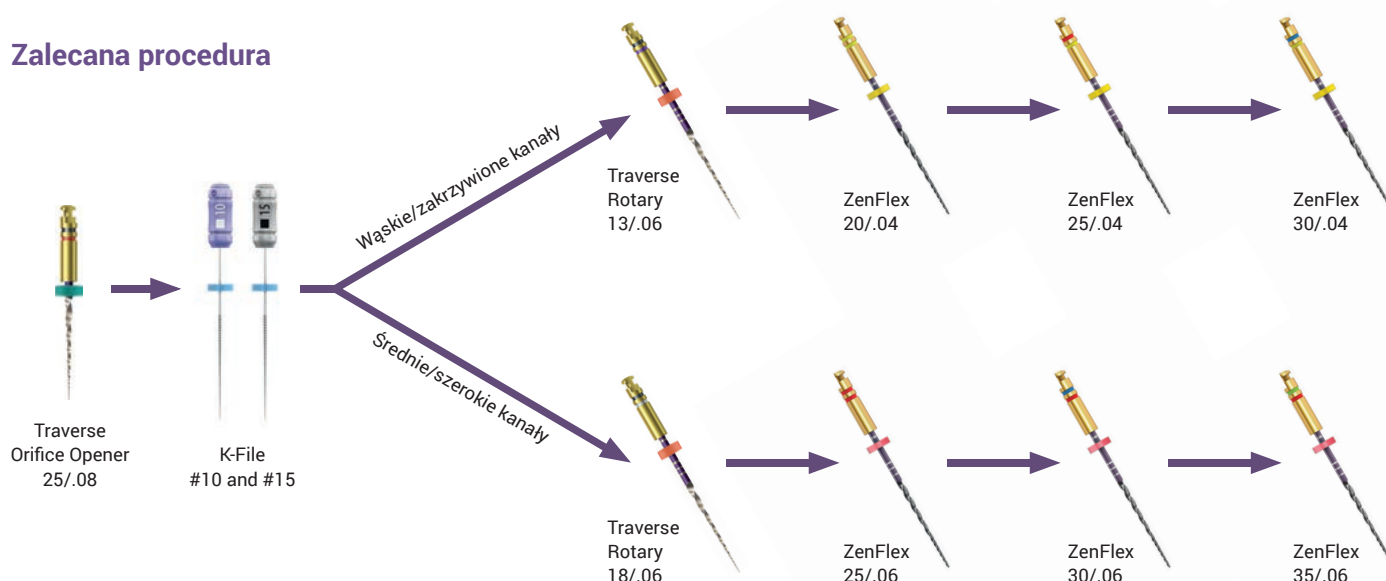 Zalecana procedura
Traverse
Orifice Opener
25/.08
10
15
K-File
#10 and #15
Wąskie/zakrzywione kanały
Traverse
Rotary
13/.06
ZenFlex
20/.04
ZenFlex
25/.04
ZenFlex
30/.04
Średnie/szerokie kanały
Traverse
Rotary
18/.06
ZenFlex
25/.06
ZenFlex
30/.06
ZenFlex
35/.06